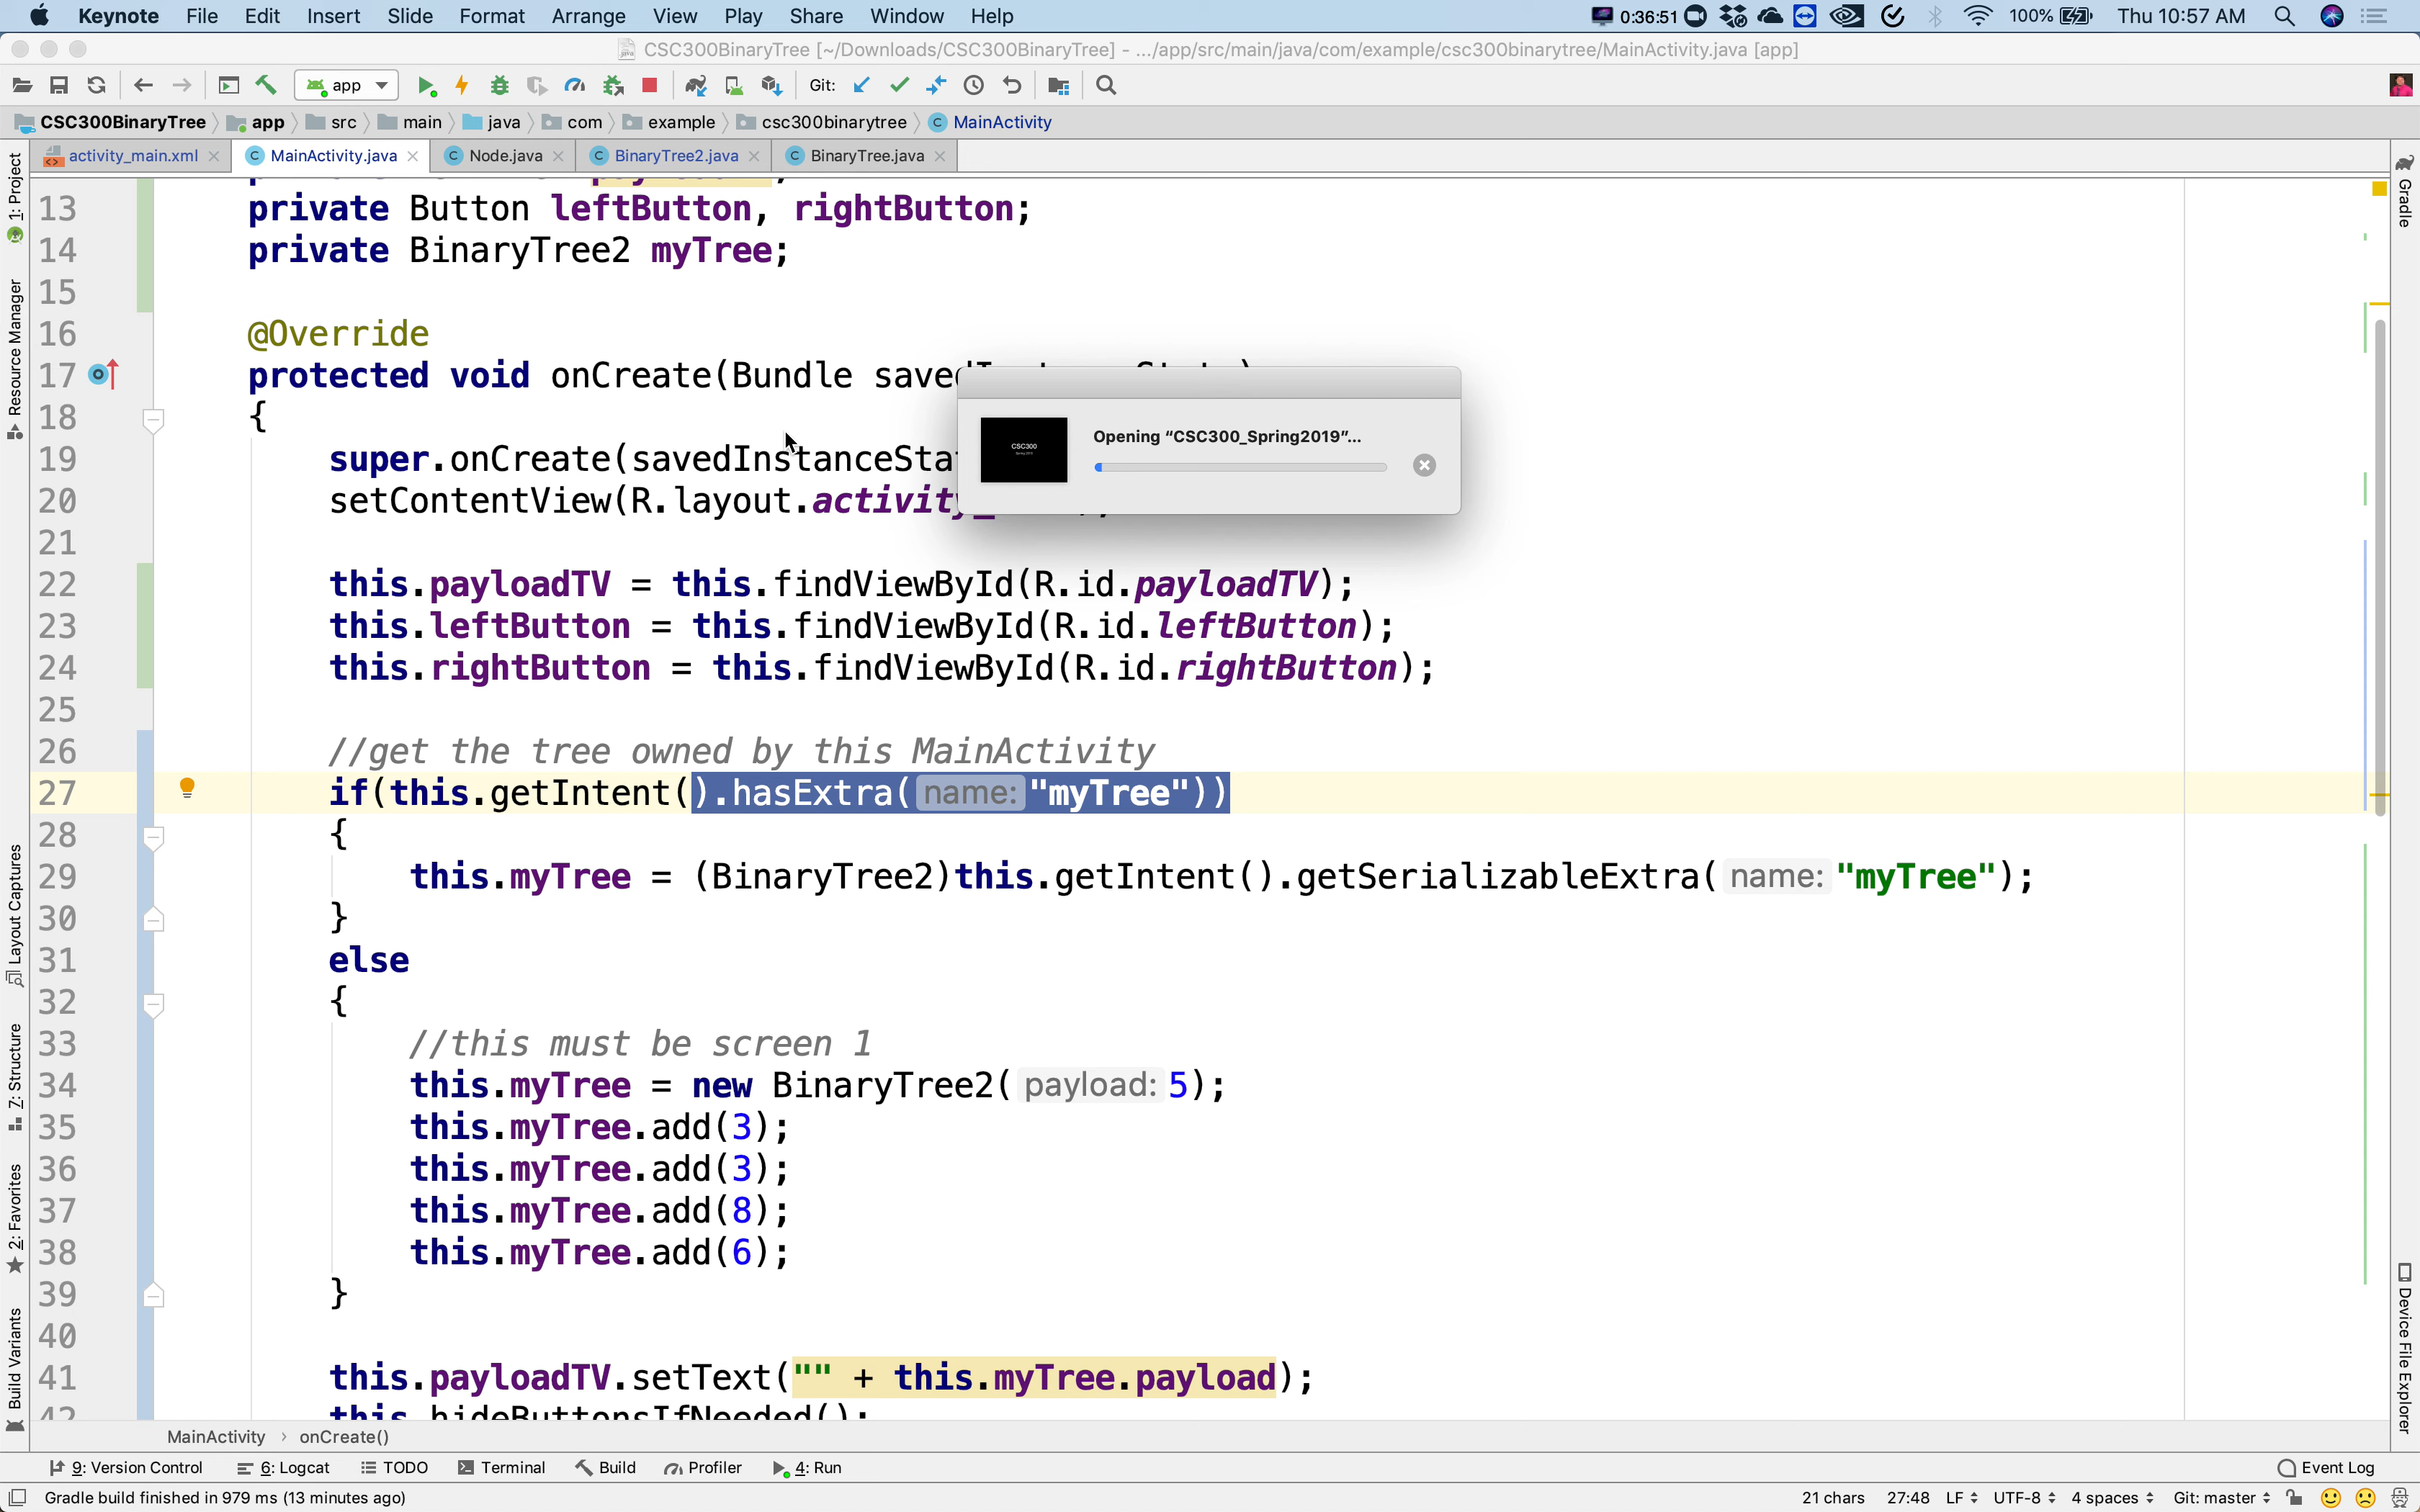 Keynote File Edit Insert Slide Format Arrange View Play Share Window Help 0:36:51 100% Thu 10:57 AM
CSC300BinaryTree [~/Downloads/CSC300BinaryTree] - .../app/src/main/java/com/example/csc300binarytree/MainActivity.java [app]
app Git:
CSC300BinaryTree app src main java com example csc300binarytree MainActivity
activity_main.xml MainActivity.java Node.java BinaryTree2.java BinaryTree.java
13 private Button leftButton, rightButton;
14 private BinaryTree2 myTree;
15
16 @Override
17 protected void onCreate(Bundle
18 {
19 super.onCreate(
20 setContentView(R.layout.
21
22 this.payloadTV = this.findViewById(R.id.payloadTV);
23 this.leftButton = this.findViewById(R.id.leftButton);
24 this.rightButton = this.findViewById(R.id.rightButton);
25
26 //get the tree owned by this MainActivity
27 if(this.getIntent().hasExtra( name: "myTree"))
28 {
29 this.myTree = (BinaryTree2)this.getIntent().getSerializableExtra( name: "myTree");
30 }
31 else
32 {
33 //this must be screen 1
34 this.myTree = new BinaryTree2( payload: 5);
35 this.myTree.add(3);
36 this.myTree.add(3);
37 this.myTree.add(8);
38 this.myTree.add(6);
39 }
40
41 this.payloadTV.setText("" + this.myTree.payload);
42 this.hideButtonsIfNeeded();
CSC300
Opening “CSC300_Spring2019”...
1: Project
Resource Manager
Layout Captures
Z: Structure
2: Favorites
Build Variants
Gradle
Device File Explorer
MainActivity › onCreate()
9: Version Control 6: Logcat TODO Terminal Build Profiler 4: Run Event Log
Gradle build finished in 979 ms (13 minutes ago) 21 chars 27:48 LF UTF-8 4 spaces Git: master